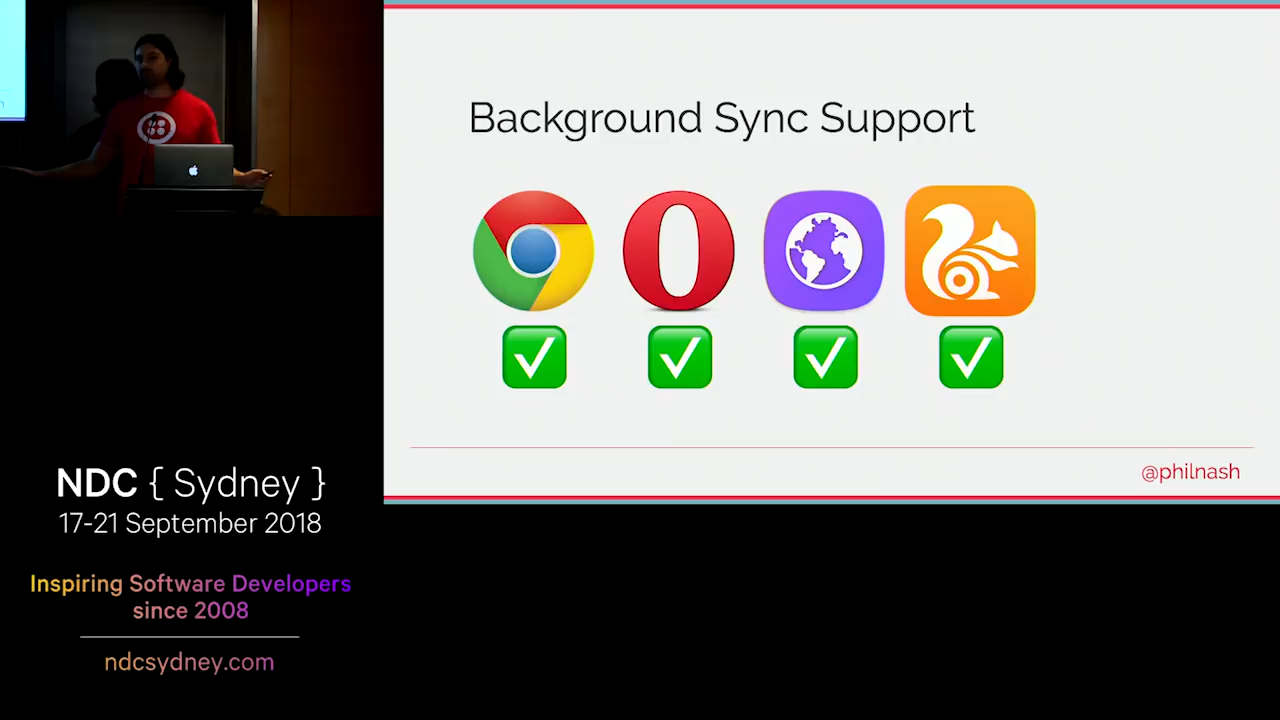 Background Sync Support
@philnash
NDC { Sydney }
17-21 September 2018
Inspiring Software Developers
since 2008
ndcsydney.com